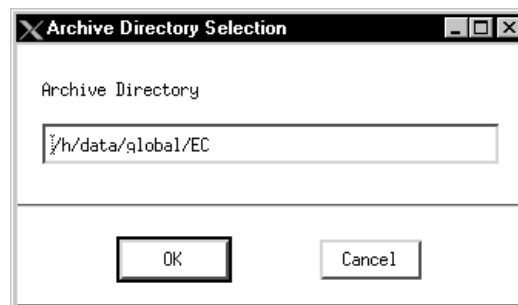 Archive Directory Selection
Archive Directory
/h/data/global/EC
OK
Cancel